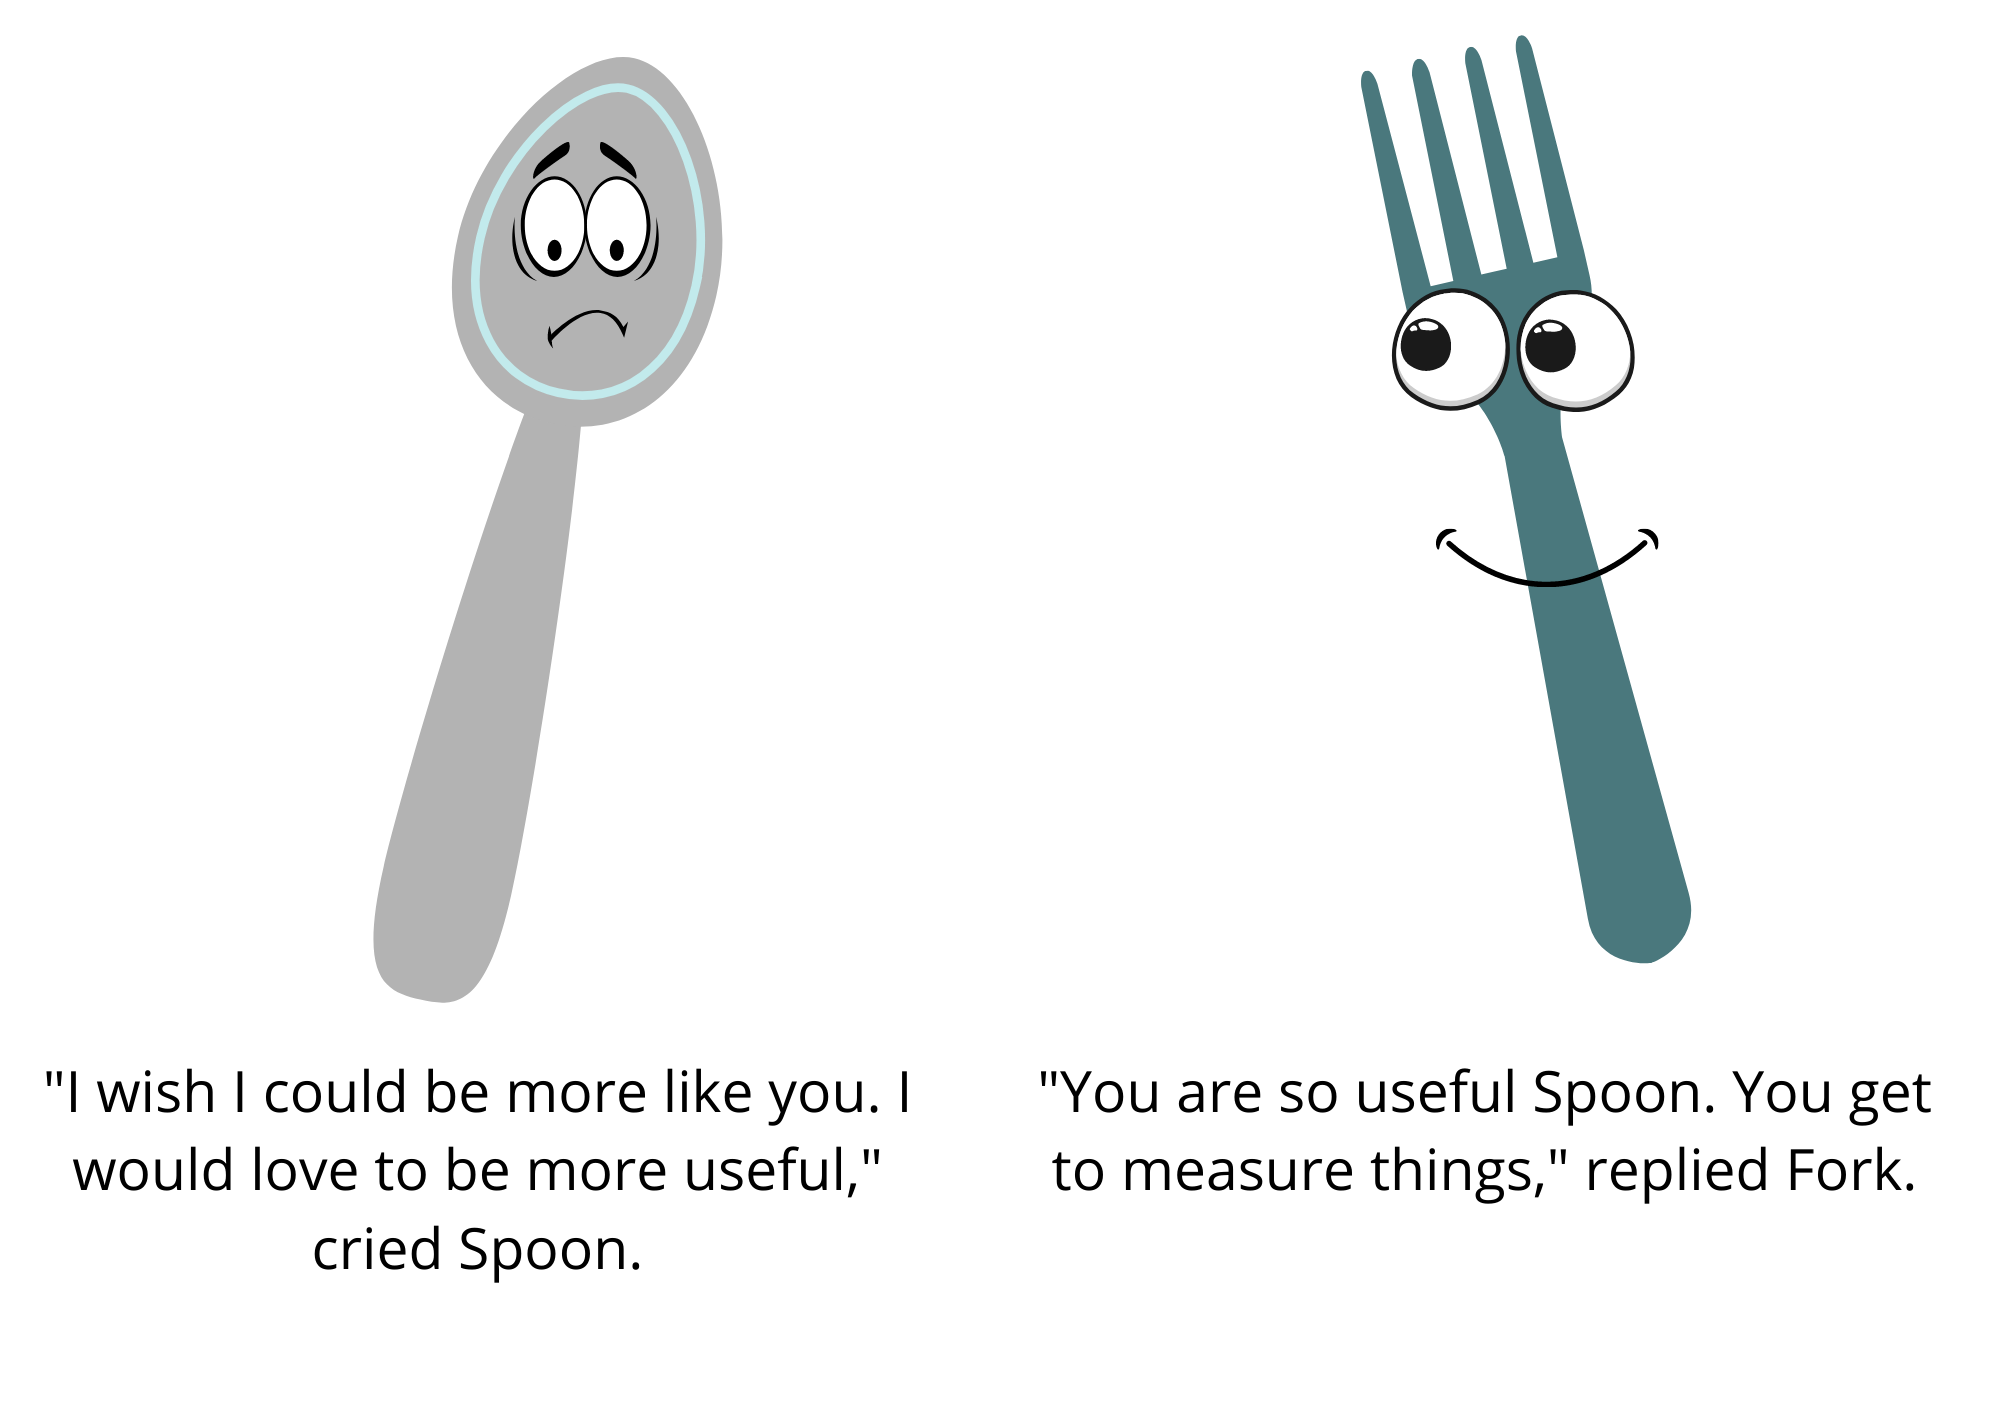 "I wish I could be more like you. I
would love to be more useful,"
cried Spoon.
"You are so useful Spoon. You get
to measure things," replied Fork.